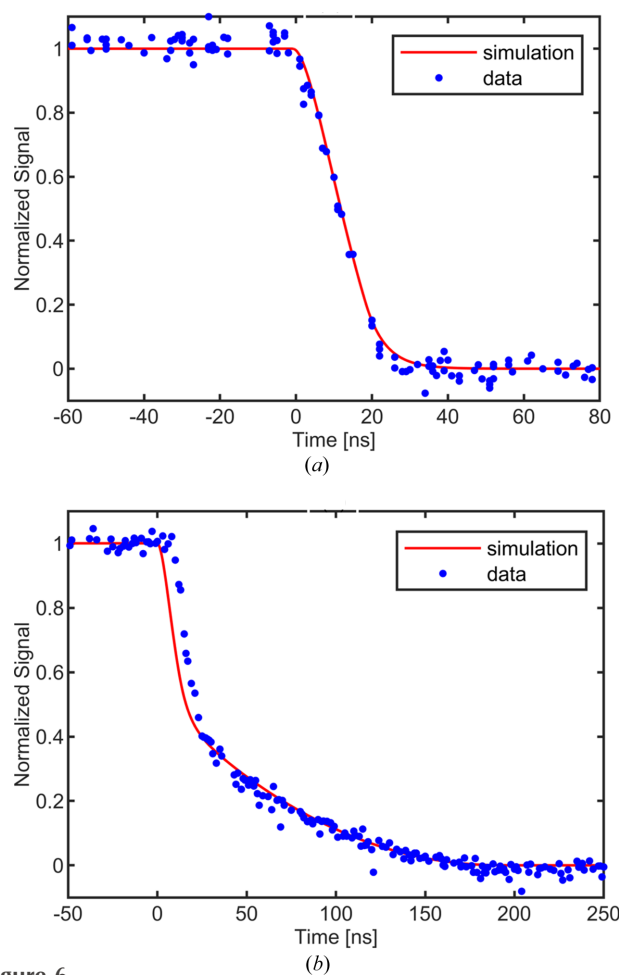 1
0.8
0.6
0.4
0.2
0
Normalized Signal
simulation
data
-60 -40 -20 0 20 40 60 80
Time [ns]
(a)
1
0.8
0.6
0.4
0.2
0
Normalized Signal
simulation
data
-50 0 50 100 150 200 250
Time [ns]
(b)